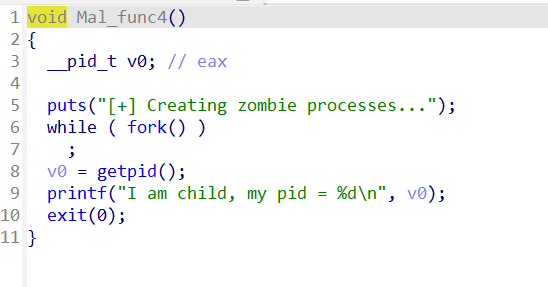 1 void Mal_func4()
2 {
3   __pid_t v0; // eax
4
5   puts("[+] Creating zombie processes...");
6   while ( fork() )
7     ;
8   v0 = getpid();
9   printf("I am child, my pid = %d\n", v0);
10   exit(0);
11 }